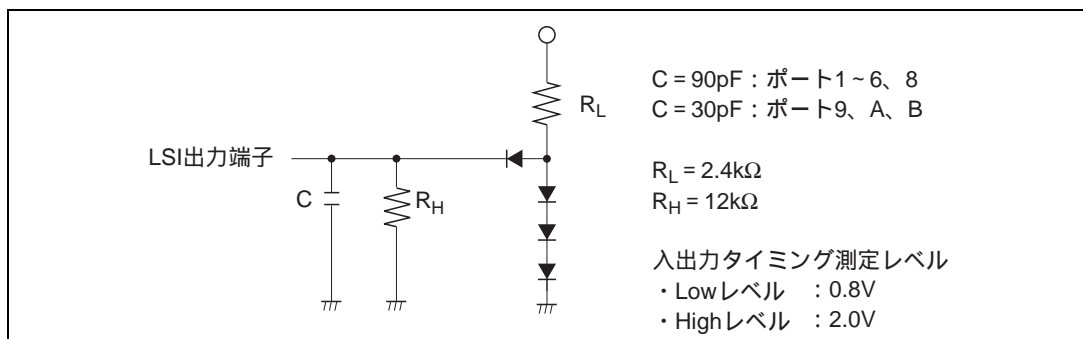 C = 90pF : ポート1~6、8
C = 30pF : ポート9、A、B
R_L
LSI出力端子
C
R_H
R_L = 2.4kΩ
R_H = 12kΩ
入出力タイミング測定レベル
・Lowレベル : 0.8V
・Highレベル : 2.0V